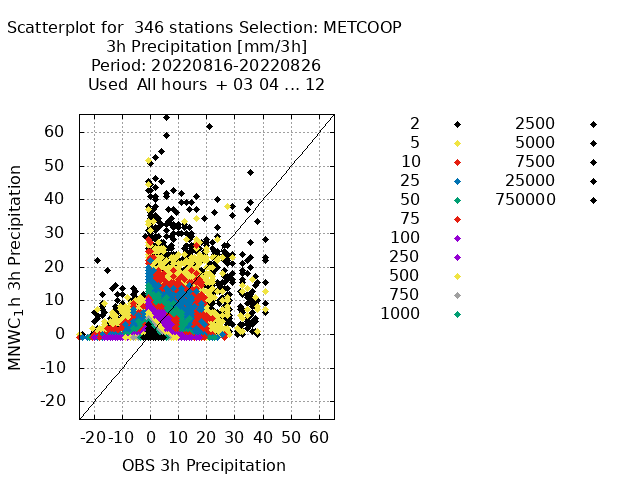 Scatterplot for 346 stations Selection: METCOOP
3h Precipitation [mm/3h]
Period: 20220816-20220826
Used All hours + 03 04 ... 12
MNWC_1h 3h Precipitation
60
50
40
30
20
10
0
-10
-20
-20 -10 0 10 20 30 40 50 60
OBS 3h Precipitation
2 2500
5 5000
10 7500
25 25000
50 750000
75
100
250
500
750
1000